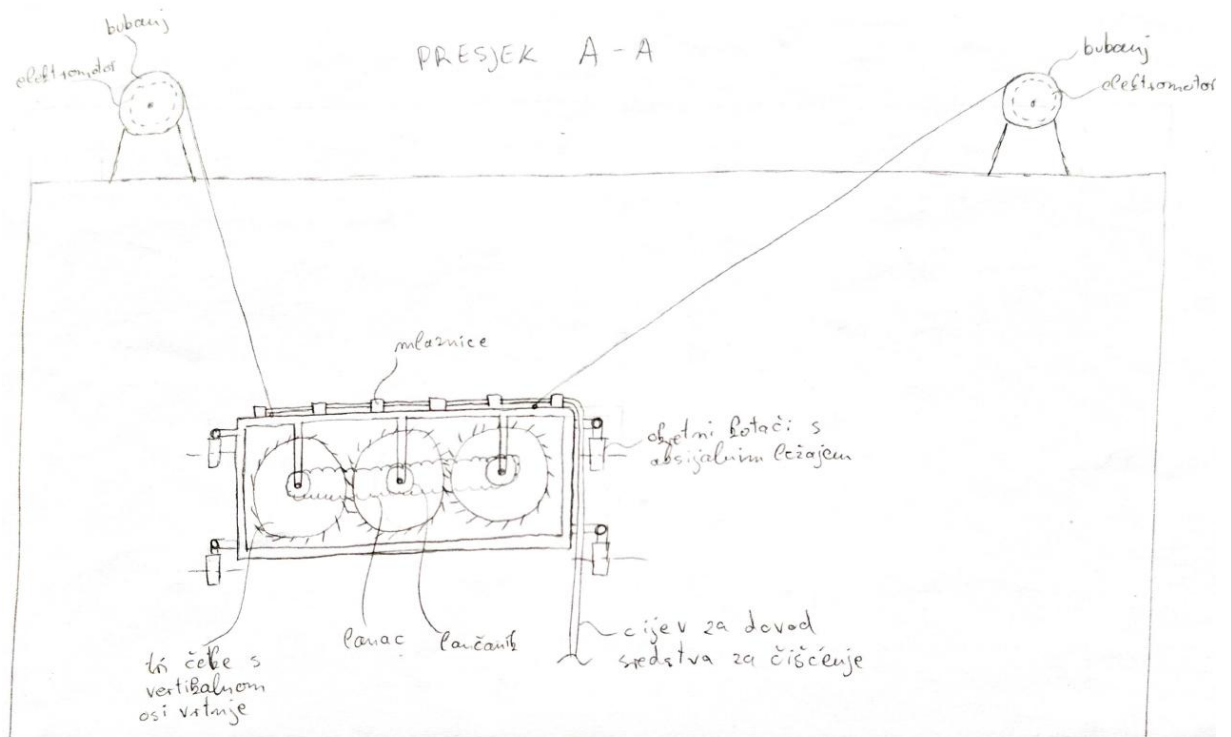 bubanj
elektromotor
PRESJEK A-A
bubanj
elektromotor
mlaznice
okretni kotači s
aksijalnim ležajem
tri četke s
vertikalnom
osi vrtnje
lanac
lančanik
cijev za dovod
sredstva za čišćenje